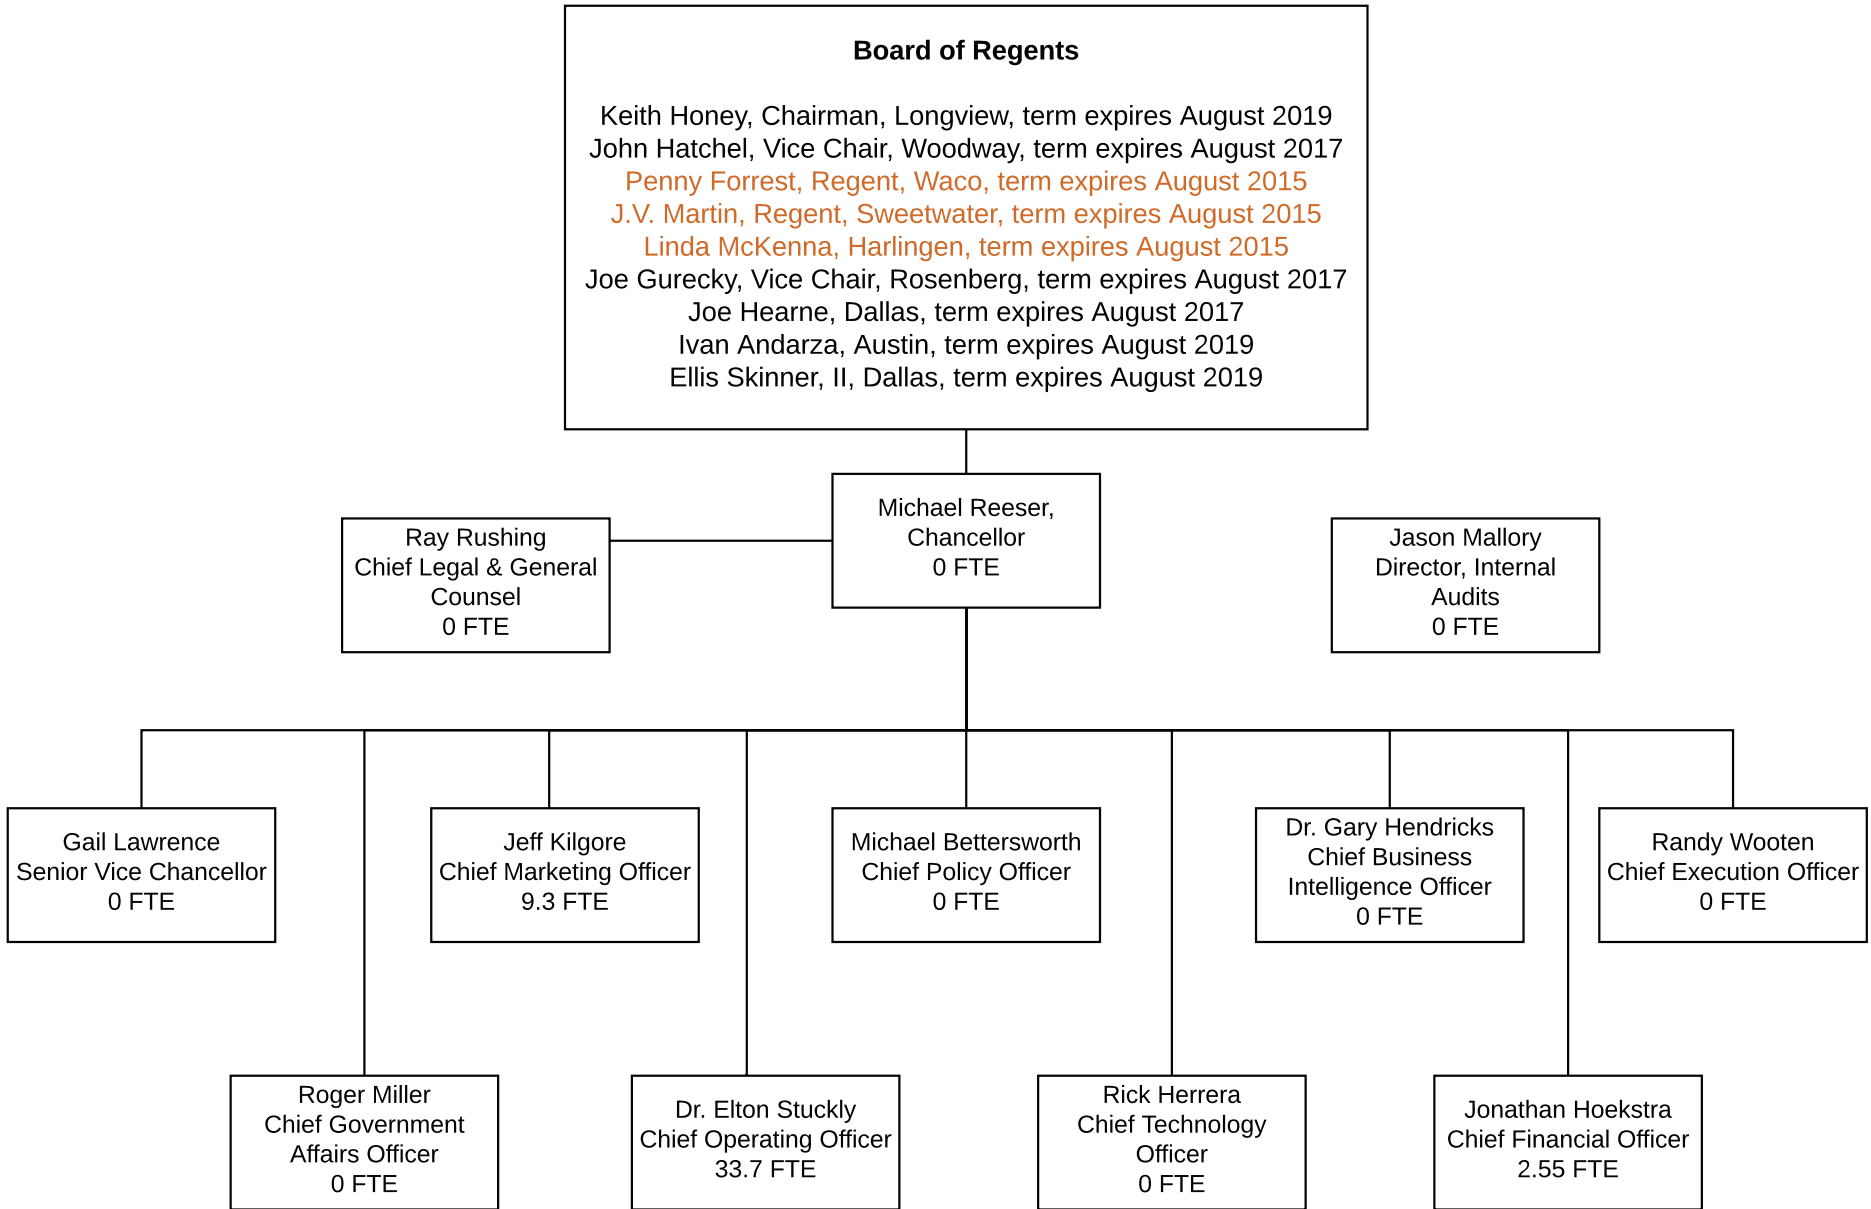 Board of Regents
Keith Honey, Chairman, Longview, term expires August 2019
John Hatchel, Vice Chair, Woodway, term expires August 2017
Penny Forrest, Regent, Waco, term expires August 2015
J.V. Martin, Regent, Sweetwater, term expires August 2015
Linda McKenna, Harlingen, term expires August 2015
Joe Gurecky, Vice Chair, Rosenberg, term expires August 2017
Joe Hearne, Dallas, term expires August 2017
Ivan Andarza, Austin, term expires August 2019
Ellis Skinner, II, Dallas, term expires August 2019
Michael Reeser,
Chancellor
0 FTE
Ray Rushing
Chief Legal & General
Counsel
0 FTE
Jason Mallory
Director, Internal
Audits
0 FTE
Gail Lawrence
Senior Vice Chancellor
0 FTE
Jeff Kilgore
Chief Marketing Officer
9.3 FTE
Michael Bettersworth
Chief Policy Officer
0 FTE
Dr. Gary Hendricks
Chief Business
Intelligence Officer
0 FTE
Randy Wooten
Chief Execution Officer
0 FTE
Roger Miller
Chief Government
Affairs Officer
0 FTE
Dr. Elton Stuckly
Chief Operating Officer
33.7 FTE
Rick Herrera
Chief Technology
Officer
0 FTE
Jonathan Hoekstra
Chief Financial Officer
2.55 FTE